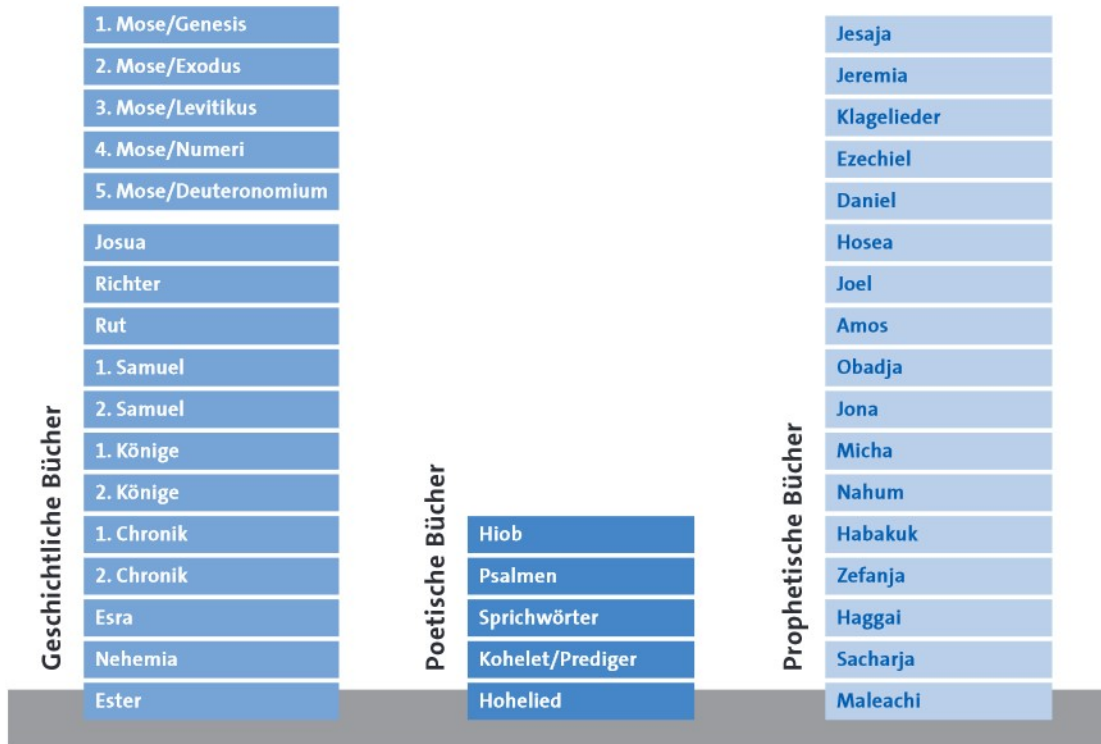 Geschichtliche Bücher
1. Mose/Genesis
2. Mose/Exodus
3. Mose/Levitikus
4. Mose/Numeri
5. Mose/Deuteronomium
Josua
Richter
Rut
1. Samuel
2. Samuel
1. Könige
2. Könige
1. Chronik
2. Chronik
Esra
Nehemia
Ester
Poetische Bücher
Hiob
Psalmen
Sprichwörter
Kohelet/Prediger
Hohelied
Prophetische Bücher
Jesaja
Jeremia
Klagelieder
Ezechiel
Daniel
Hosea
Joel
Amos
Obadja
Jona
Micha
Nahum
Habakuk
Zefanja
Haggai
Sacharja
Maleachi